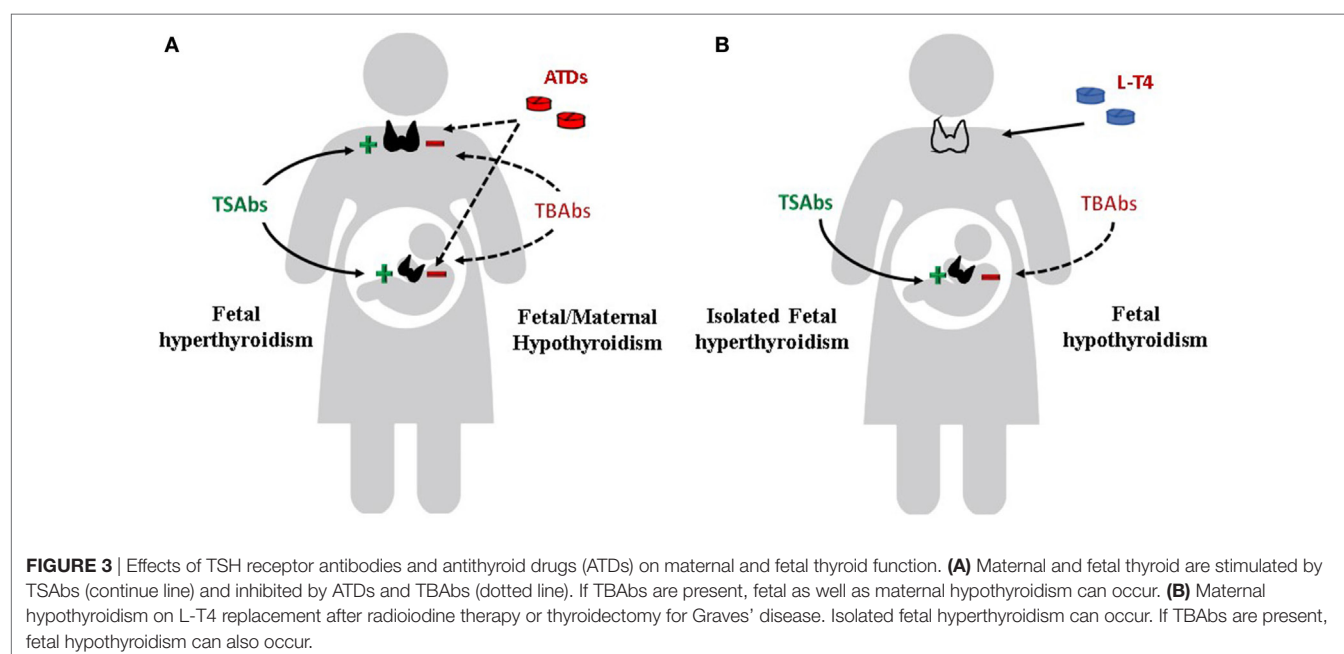 A
B
ATDs
L-T4
TSAbs
TBAbs
TSAbs
TBAbs
Fetal
hyperthyroidism
Fetal/Maternal
Hypothyroidism
Isolated Fetal
hyperthyroidism
Fetal
hypothyroidism
FIGURE 3 | Effects of TSH receptor antibodies and antithyroid drugs (ATDs) on maternal and fetal thyroid function. (A) Maternal and fetal thyroid are stimulated by
TSAbs (continue line) and inhibited by ATDs and TBAbs (dotted line). If TBAbs are present, fetal as well as maternal hypothyroidism can occur. (B) Maternal
hypothyroidism on L-T4 replacement after radioiodine therapy or thyroidectomy for Graves’ disease. Isolated fetal hyperthyroidism can occur. If TBAbs are present,
fetal hypothyroidism can also occur.